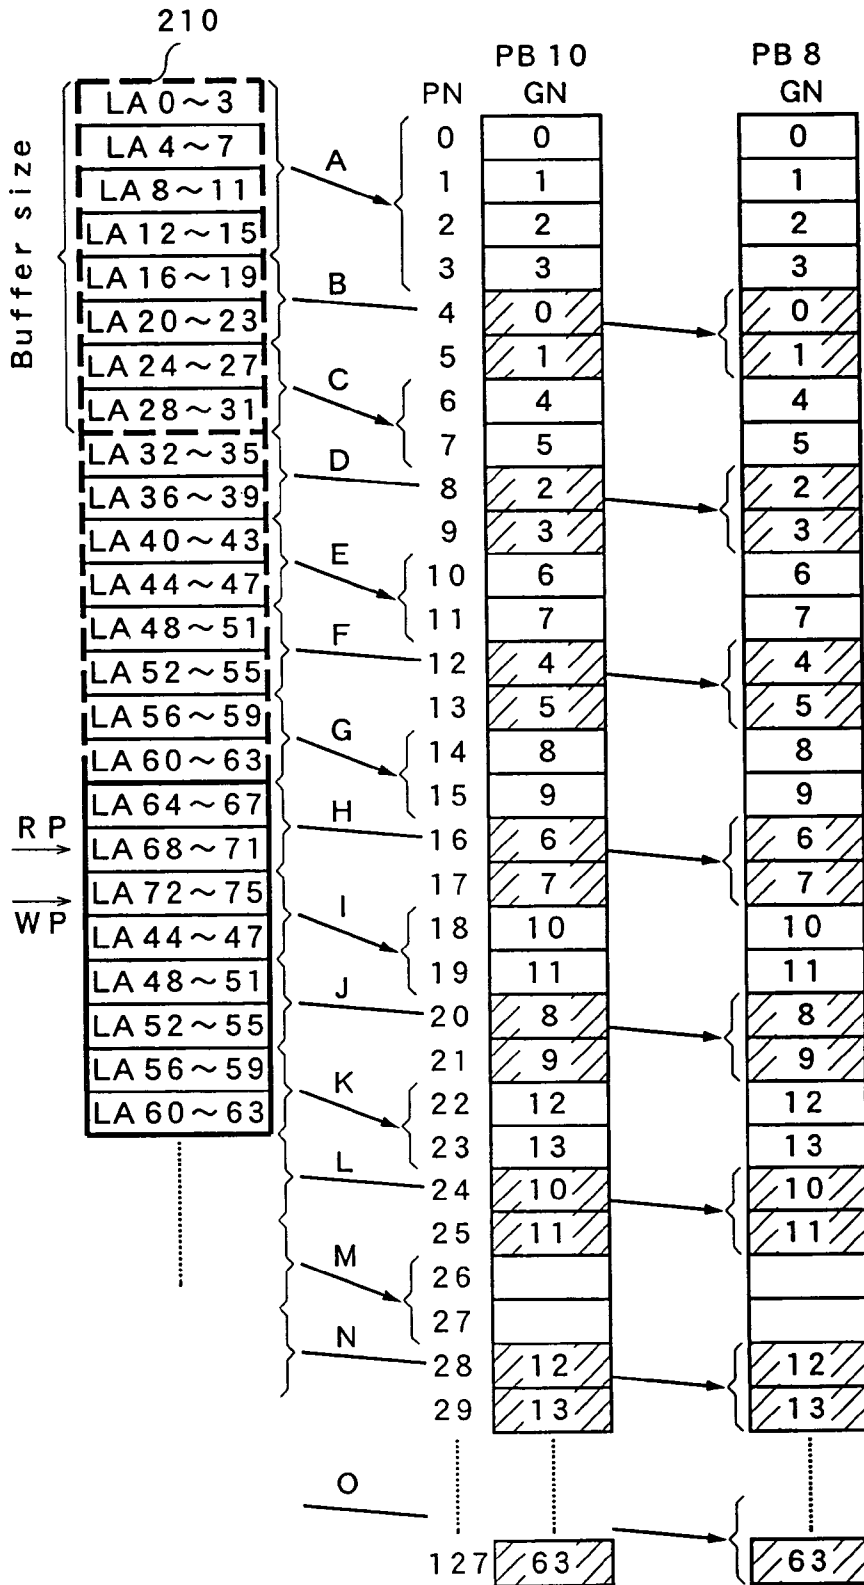 210
Buffer size
LA 0~3
LA 4~7
LA 8~11
LA 12~15
LA 16~19
LA 20~23
LA 24~27
LA 28~31
LA 32~35
LA 36~39
LA 40~43
LA 44~47
LA 48~51
LA 52~55
LA 56~59
LA 60~63
LA 64~67
LA 68~71
LA 72~75
LA 44~47
LA 48~51
LA 52~55
LA 56~59
LA 60~63
RP
WP
A
B
C
D
E
F
G
H
I
J
K
L
M
N
O
PB 10 PB 8
PN GN GN
0 0 0
1 1 1
2 2 2
3 3 3
4 0 0
5 1 1
6 4 4
7 5 5
8 2 2
9 3 3
10 6 6
11 7 7
12 4 4
13 5 5
14 8 8
15 9 9
16 6 6
17 7 7
18 10 10
19 11 11
20 8 8
21 9 9
22 12 12
23 13 13
24 10 10
25 11 11
26
27
28 12 12
29 13 13
127 63 63